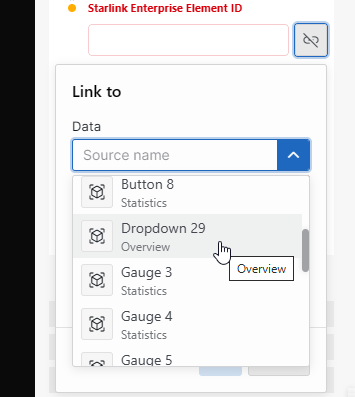 Starlink Enterprise Element ID
Link to
Data
Source name
Button 8
Statistics
Dropdown 29
Overview
Overview
Gauge 3
Statistics
Gauge 4
Statistics
Gauge 5